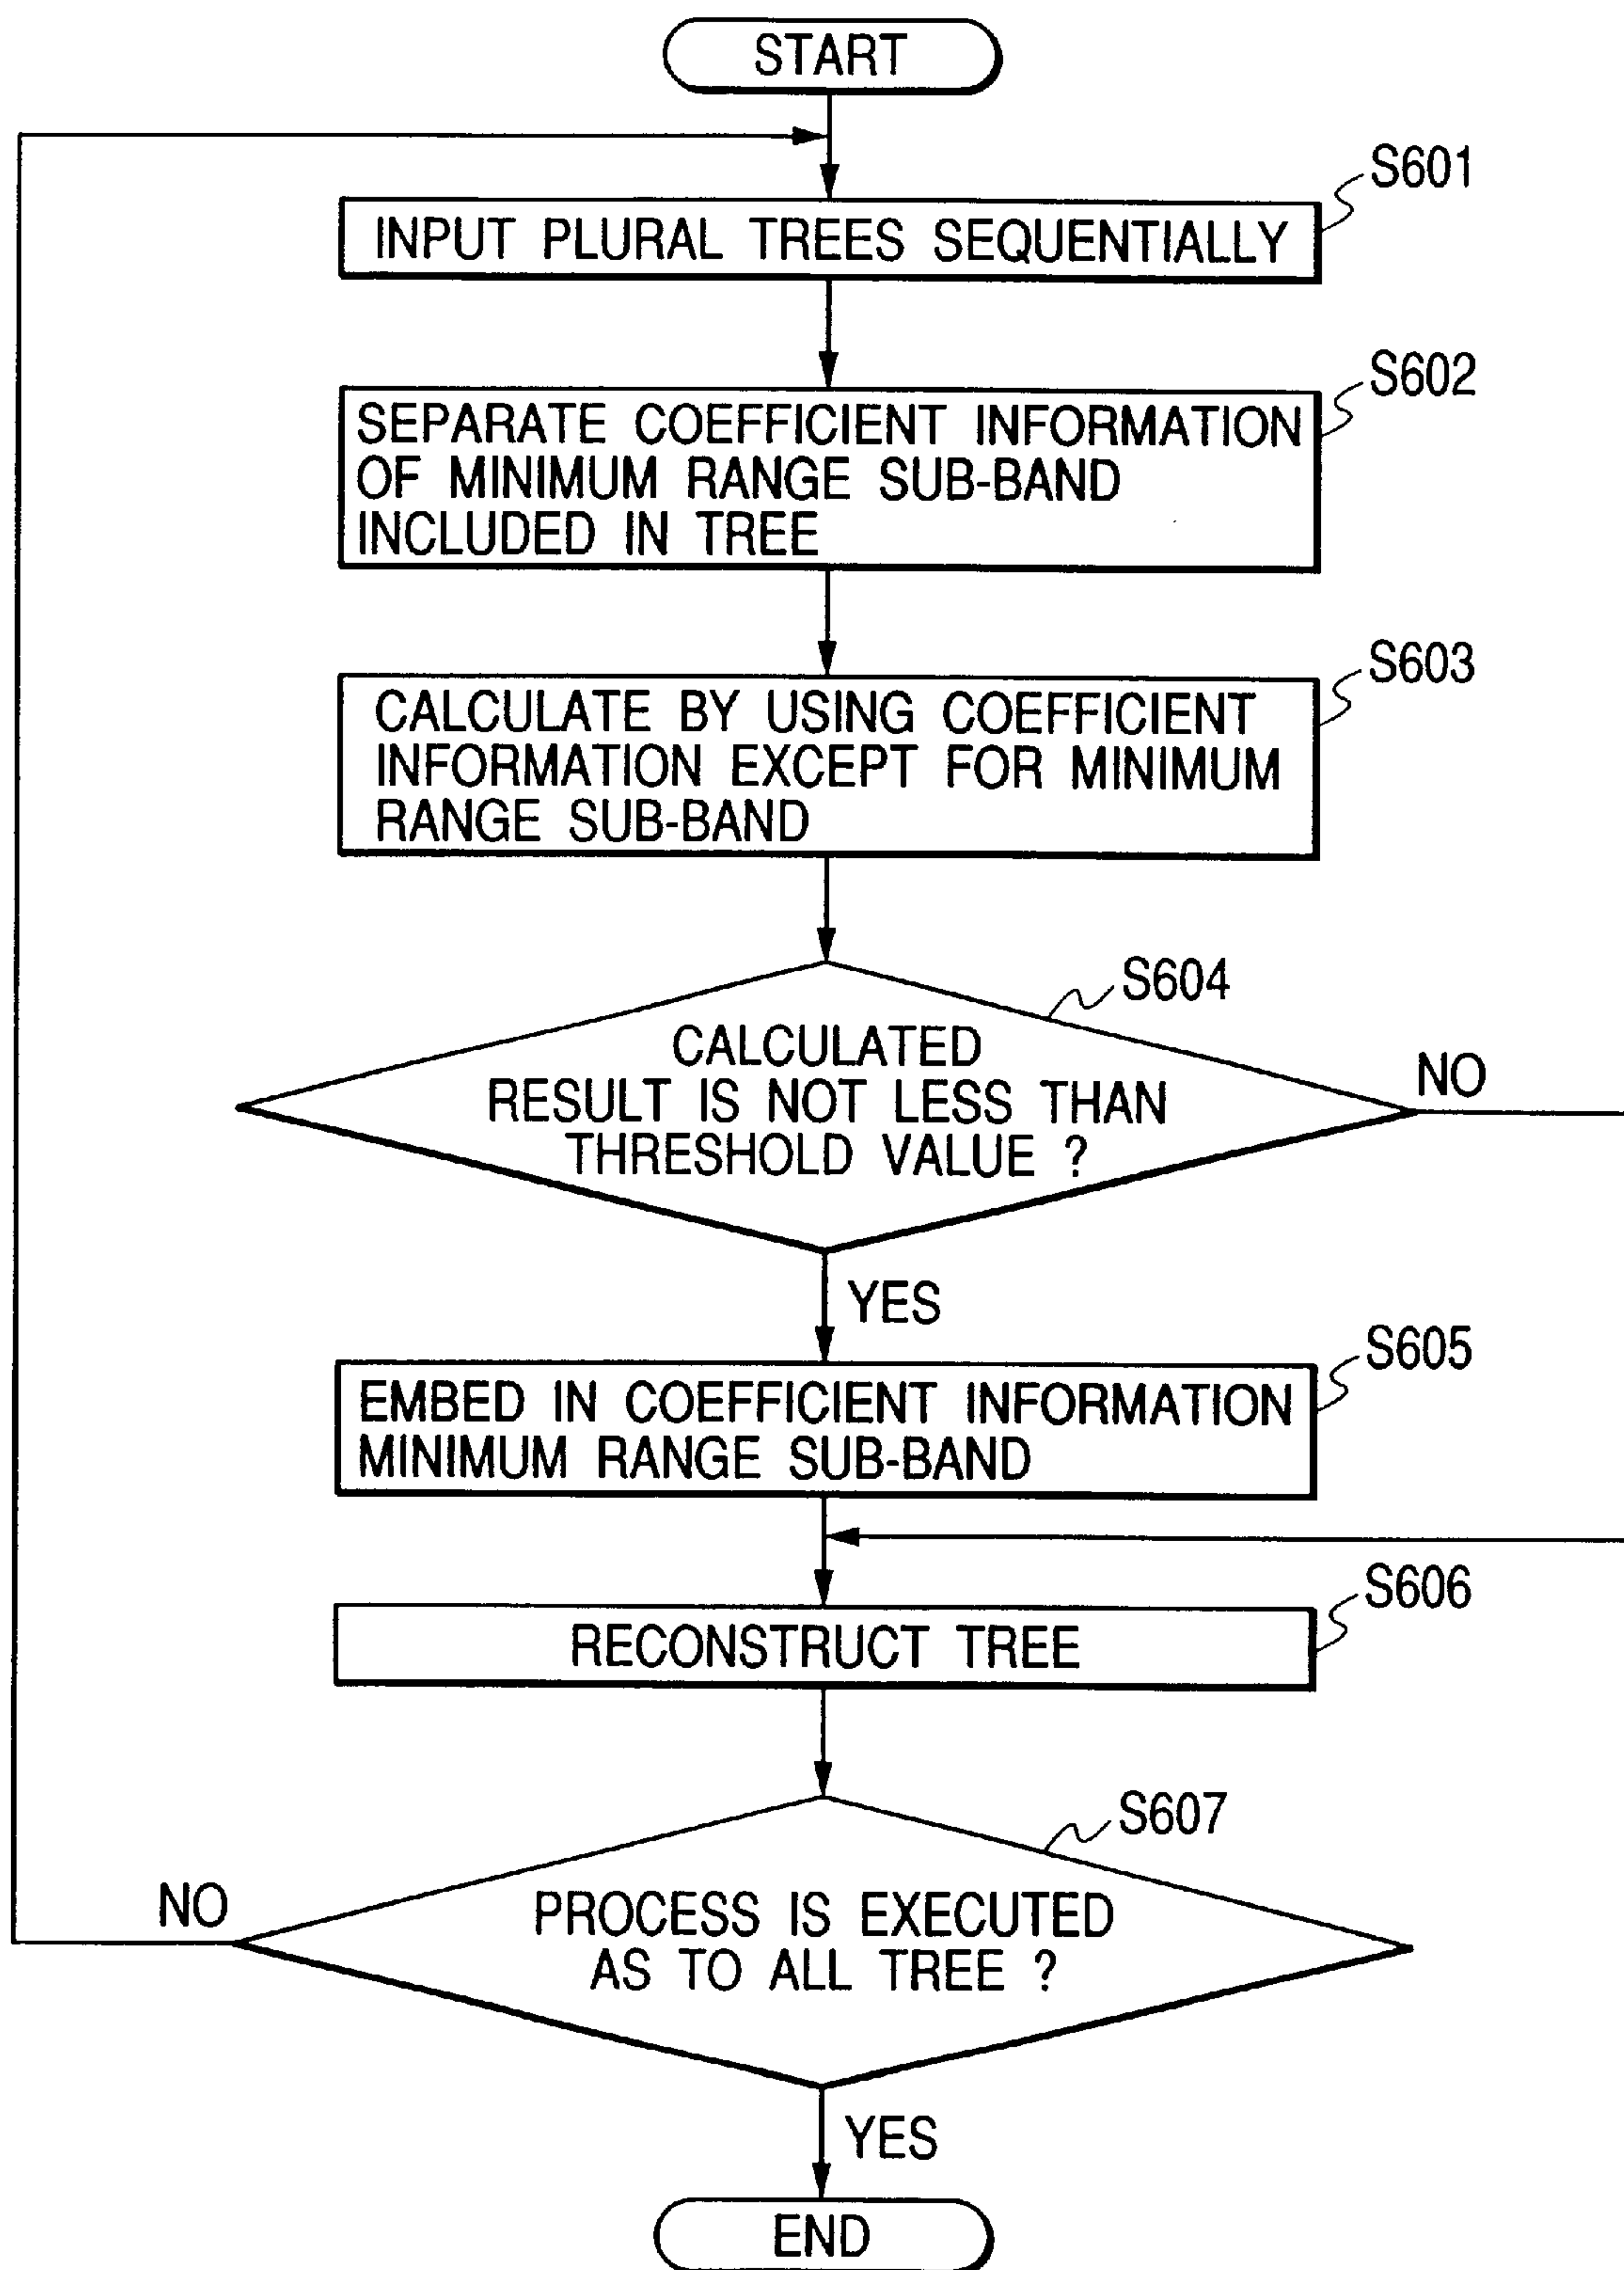 START
S601
INPUT PLURAL TREES SEQUENTIALLY
S602
SEPARATE COEFFICIENT INFORMATION
OF MINIMUM RANGE SUB-BAND
INCLUDED IN TREE
S603
CALCULATE BY USING COEFFICIENT
INFORMATION EXCEPT FOR MINIMUM
RANGE SUB-BAND
S604
CALCULATED
RESULT IS NOT LESS THAN
THRESHOLD VALUE ?
NO
YES
S605
EMBED IN COEFFICIENT INFORMATION
MINIMUM RANGE SUB-BAND
S606
RECONSTRUCT TREE
S607
PROCESS IS EXECUTED
AS TO ALL TREE ?
NO
YES
END